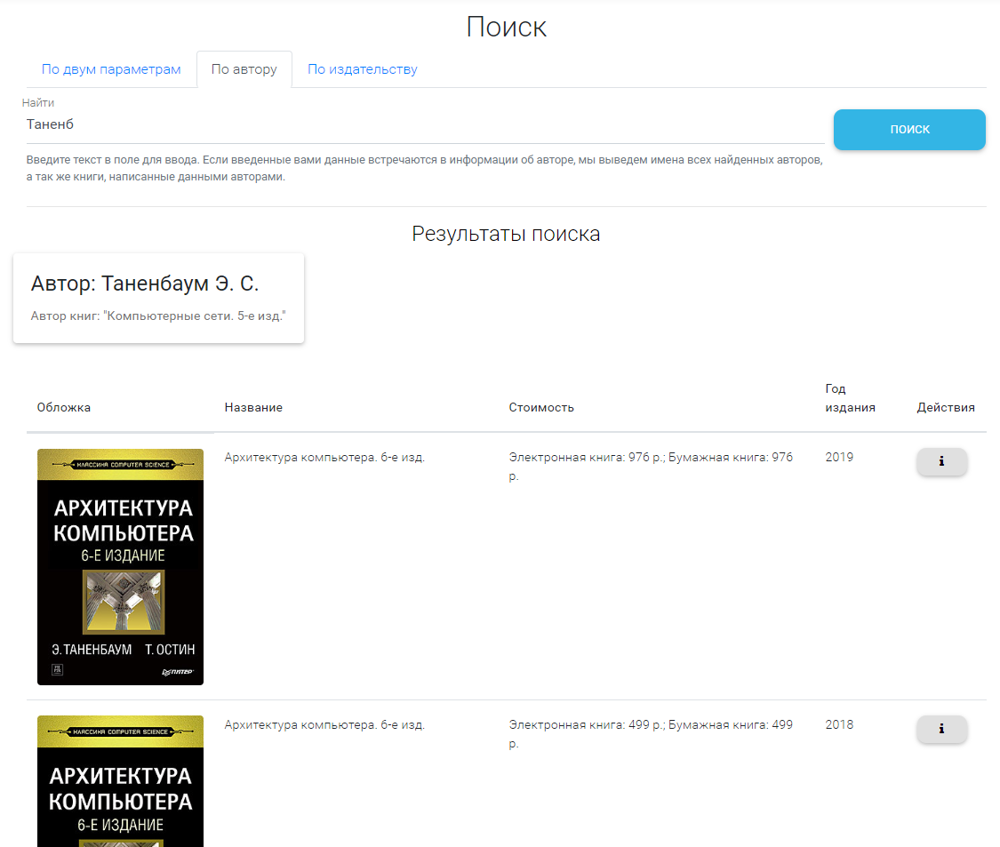 Поиск
По двум параметрам По автору По издательству
Найти
Таненб
ПОИСК
Введите текст в поле для ввода. Если введенные вами данные встречаются в информации об авторе, мы выведем имена всех найденных авторов,
а так же книги, написанные данными авторами.
Результаты поиска
Автор: Таненбаум Э. С.
Автор книг: "Компьютерные сети. 5-е изд."
Обложка Название Стоимость Год издания Действия
КЛАССИКА COMPUTER SCIENCE
АРХИТЕКТУРА
КОМПЬЮТЕРА
6-Е ИЗДАНИЕ
Э. ТАНЕНБАУМ Т. ОСТИН
ПИТЕР
Архитектура компьютера. 6-е изд.
Электронная книга: 976 р.; Бумажная книга: 976
р.
2019
i
КЛАССИКА COMPUTER SCIENCE
АРХИТЕКТУРА
КОМПЬЮТЕРА
6-Е ИЗДАНИЕ
Архитектура компьютера. 6-е изд.
Электронная книга: 499 р.; Бумажная книга: 499
р.
2018
i